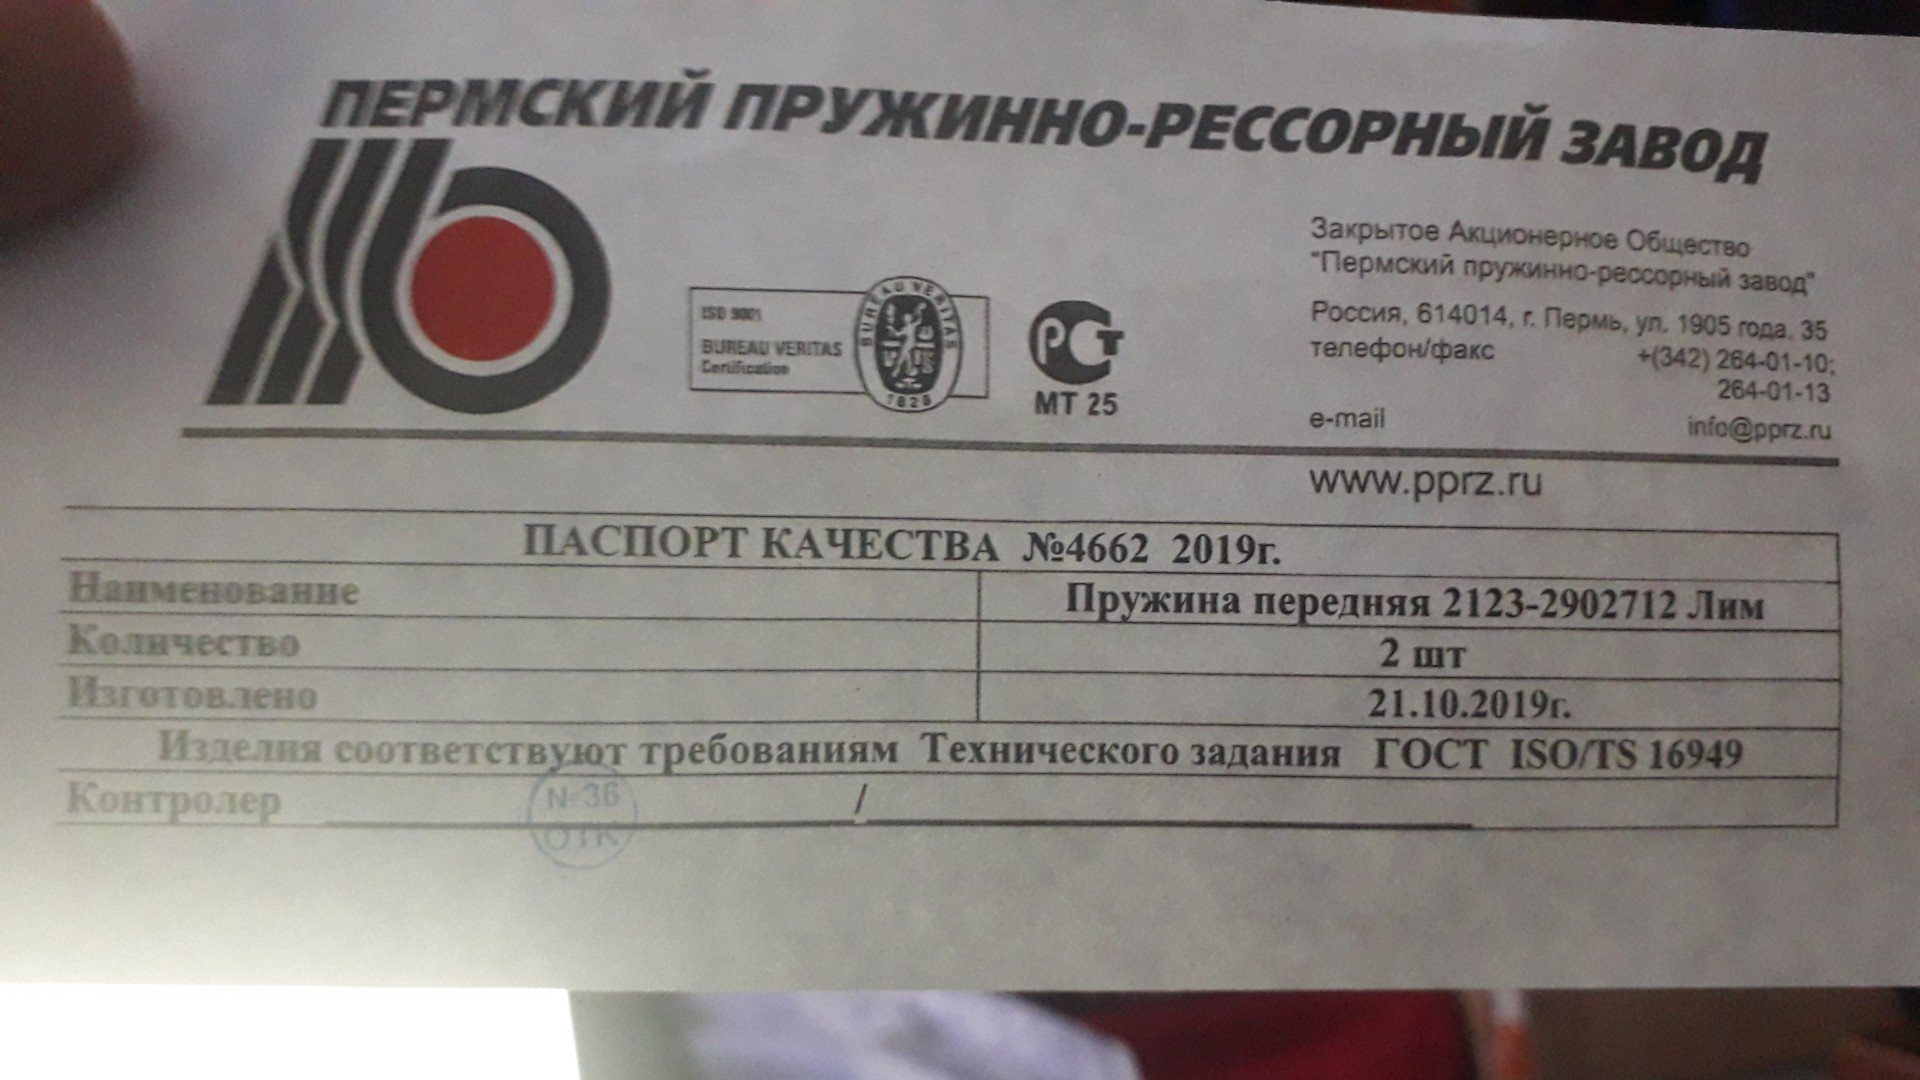 ПЕРМСКИЙ ПРУЖИННО-РЕССОРНЫЙ ЗАВОД
ISO 9001
BUREAU VERITAS
Certification
BUREAU VERITAS
1828
РСТ
МТ 25
Закрытое Акционерное Общество
"Пермский пружинно-рессорный завод"
Россия, 614014, г. Пермь, ул. 1905 года, 35
телефон/факс +(342) 264-01-10;
264-01-13
e-mail info@pprz.ru
www.pprz.ru
ПАСПОРТ КАЧЕСТВА №4662 2019г.
Наименование Пружина передняя 2123-2902712 Лим
Количество 2 шт
Изготовлено 21.10.2019г.
Изделия соответствуют требованиям Технического задания ГОСТ ISO/TS 16949
Контролер /
№36
ОТК